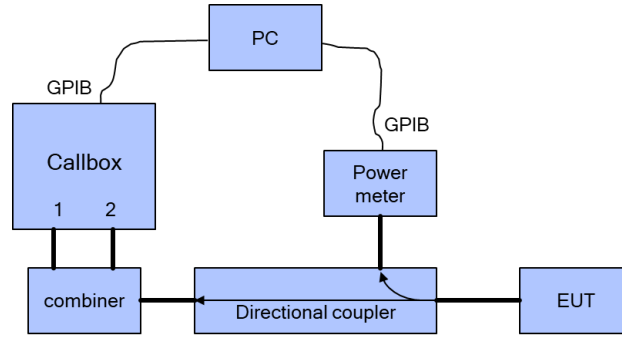 PC
GPIB
GPIB
Callbox
1 2
Power
meter
combiner
Directional coupler
EUT